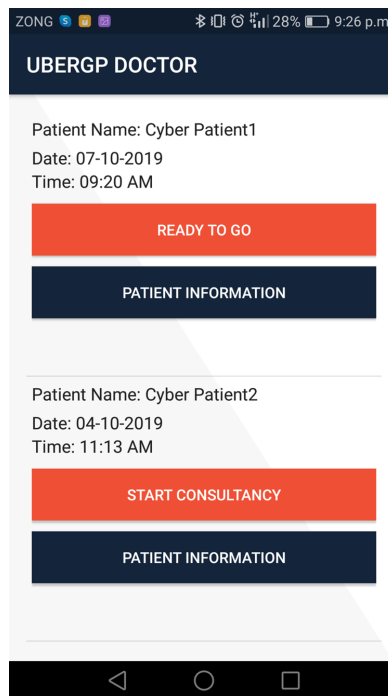 ZONG 28% 9:26 p.m
UBERGP DOCTOR
Patient Name: Cyber Patient1
Date: 07-10-2019
Time: 09:20 AM
READY TO GO
PATIENT INFORMATION
Patient Name: Cyber Patient2
Date: 04-10-2019
Time: 11:13 AM
START CONSULTANCY
PATIENT INFORMATION